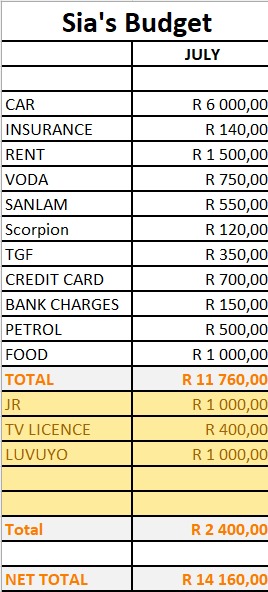 Sia's Budget
JULY
CAR R 6 000,00
INSURANCE R 140,00
RENT R 1 500,00
VODA R 750,00
SANLAM R 550,00
Scorpion R 120,00
TGF R 350,00
CREDIT CARD R 700,00
BANK CHARGES R 150,00
PETROL R 500,00
FOOD R 1 000,00
TOTAL R 11 760,00
JR R 1 000,00
TV LICENCE R 400,00
LUVUYO R 1 000,00
Total R 2 400,00
NET TOTAL R 14 160,00